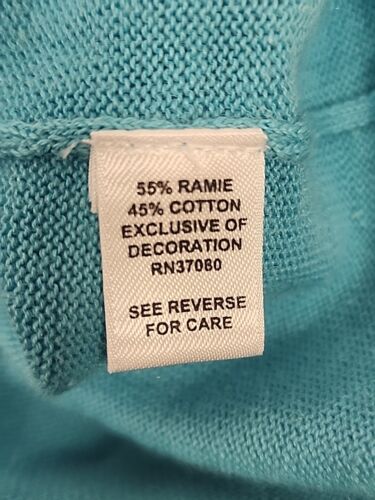 55% RAMIE
45% COTTON
EXCLUSIVE OF
DECORATION
RN37080
SEE REVERSE
FOR CARE